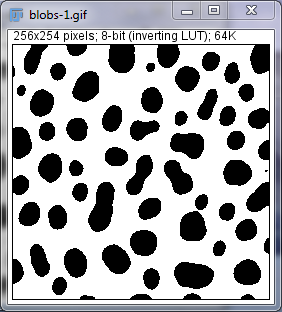 blobs-1.gif
256x254 pixels; 8-bit (inverting LUT); 64K